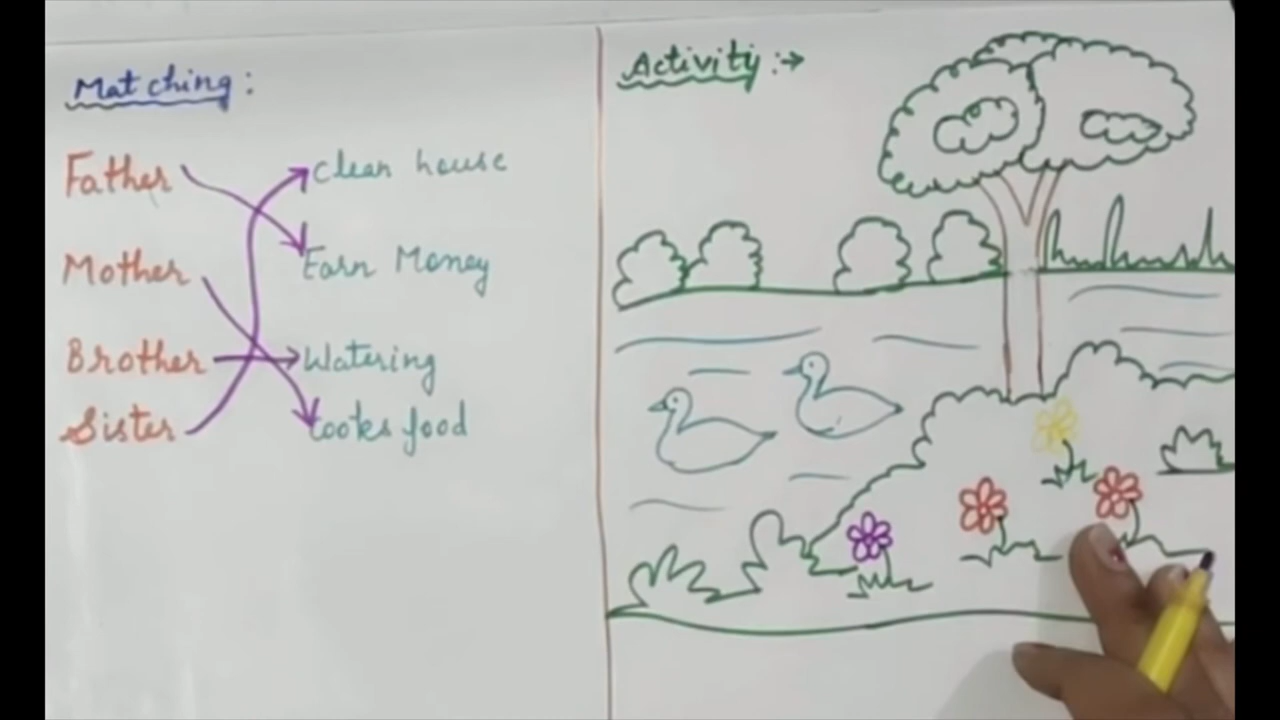 Matching:
Father
clean house
Mother
Earn Money
Brother
Watering
Sister
Cooks food
Activity:→